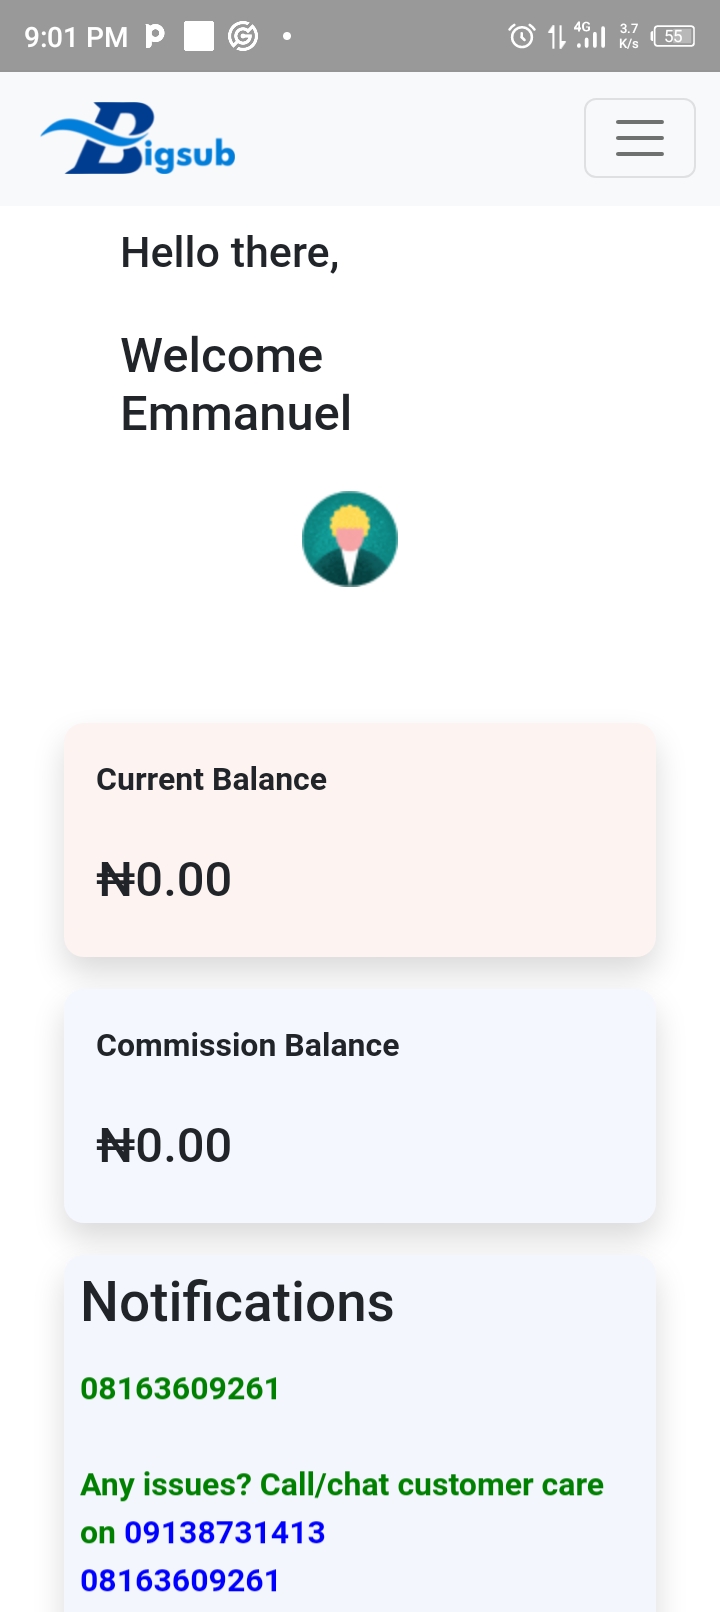 9:01 PM 4G 3.7 K/s 55
Bigsub
Hello there,
Welcome
Emmanuel
Current Balance
₦0.00
Commission Balance
₦0.00
Notifications
08163609261
Any issues? Call/chat customer care
on 09138731413
08163609261